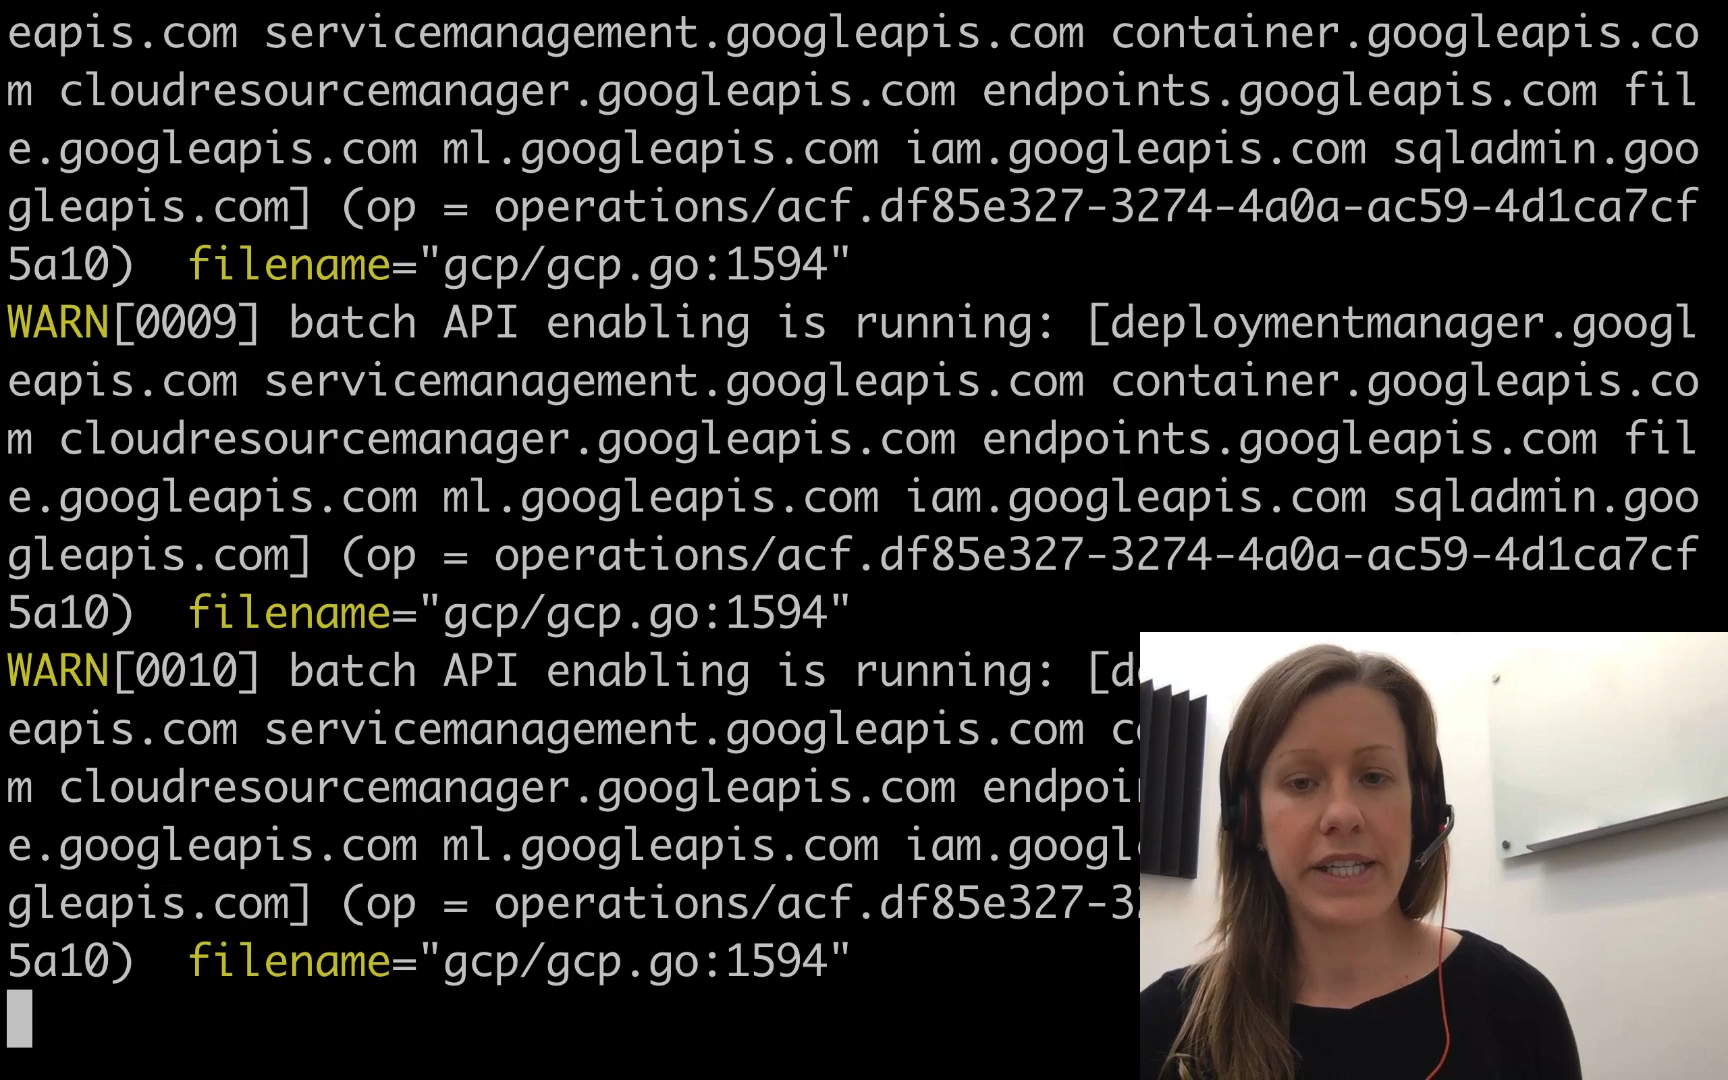 eapis.com servicemanagement.googleapis.com container.googleapis.co
m cloudresourcemanager.googleapis.com endpoints.googleapis.com fil
e.googleapis.com ml.googleapis.com iam.googleapis.com sqladmin.goo
gleapis.com] (op = operations/acf.df85e327-3274-4a0a-ac59-4d1ca7cf
5a10)  filename="gcp/gcp.go:1594"
WARN[0009] batch API enabling is running: [deploymentmanager.googl
eapis.com servicemanagement.googleapis.com container.googleapis.co
m cloudresourcemanager.googleapis.com endpoints.googleapis.com fil
e.googleapis.com ml.googleapis.com iam.googleapis.com sqladmin.goo
gleapis.com] (op = operations/acf.df85e327-3274-4a0a-ac59-4d1ca7cf
5a10)  filename="gcp/gcp.go:1594"
WARN[0010] batch API enabling is running: [d
eapis.com servicemanagement.googleapis.com c
m cloudresourcemanager.googleapis.com endpoi
e.googleapis.com ml.googleapis.com iam.googl
gleapis.com] (op = operations/acf.df85e327-3
5a10)  filename="gcp/gcp.go:1594"